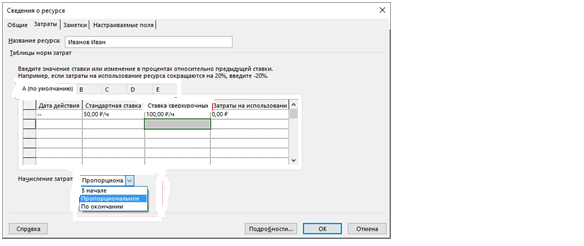 Сведения о ресурсе
Общие Затраты Заметки Настраиваемые поля
Название ресурса: Иванов Иван
Таблицы норм затрат
Введите значение ставки или изменение в процентах относительно предыдущей ставки.
Например, если затраты на использование ресурса сокращаются на 20%, введите -20%.
A (по умолчанию) B C D E
Дата действия Стандартная ставка Ставка сверхурочных Затраты на использовани
-- 50,00 ₽/ч 100,00 ₽/ч 0,00 ₽
Начисление затрат: Пропорциона
В начале
Пропорциональное
По окончании
Справка Подробности... ОК Отмена